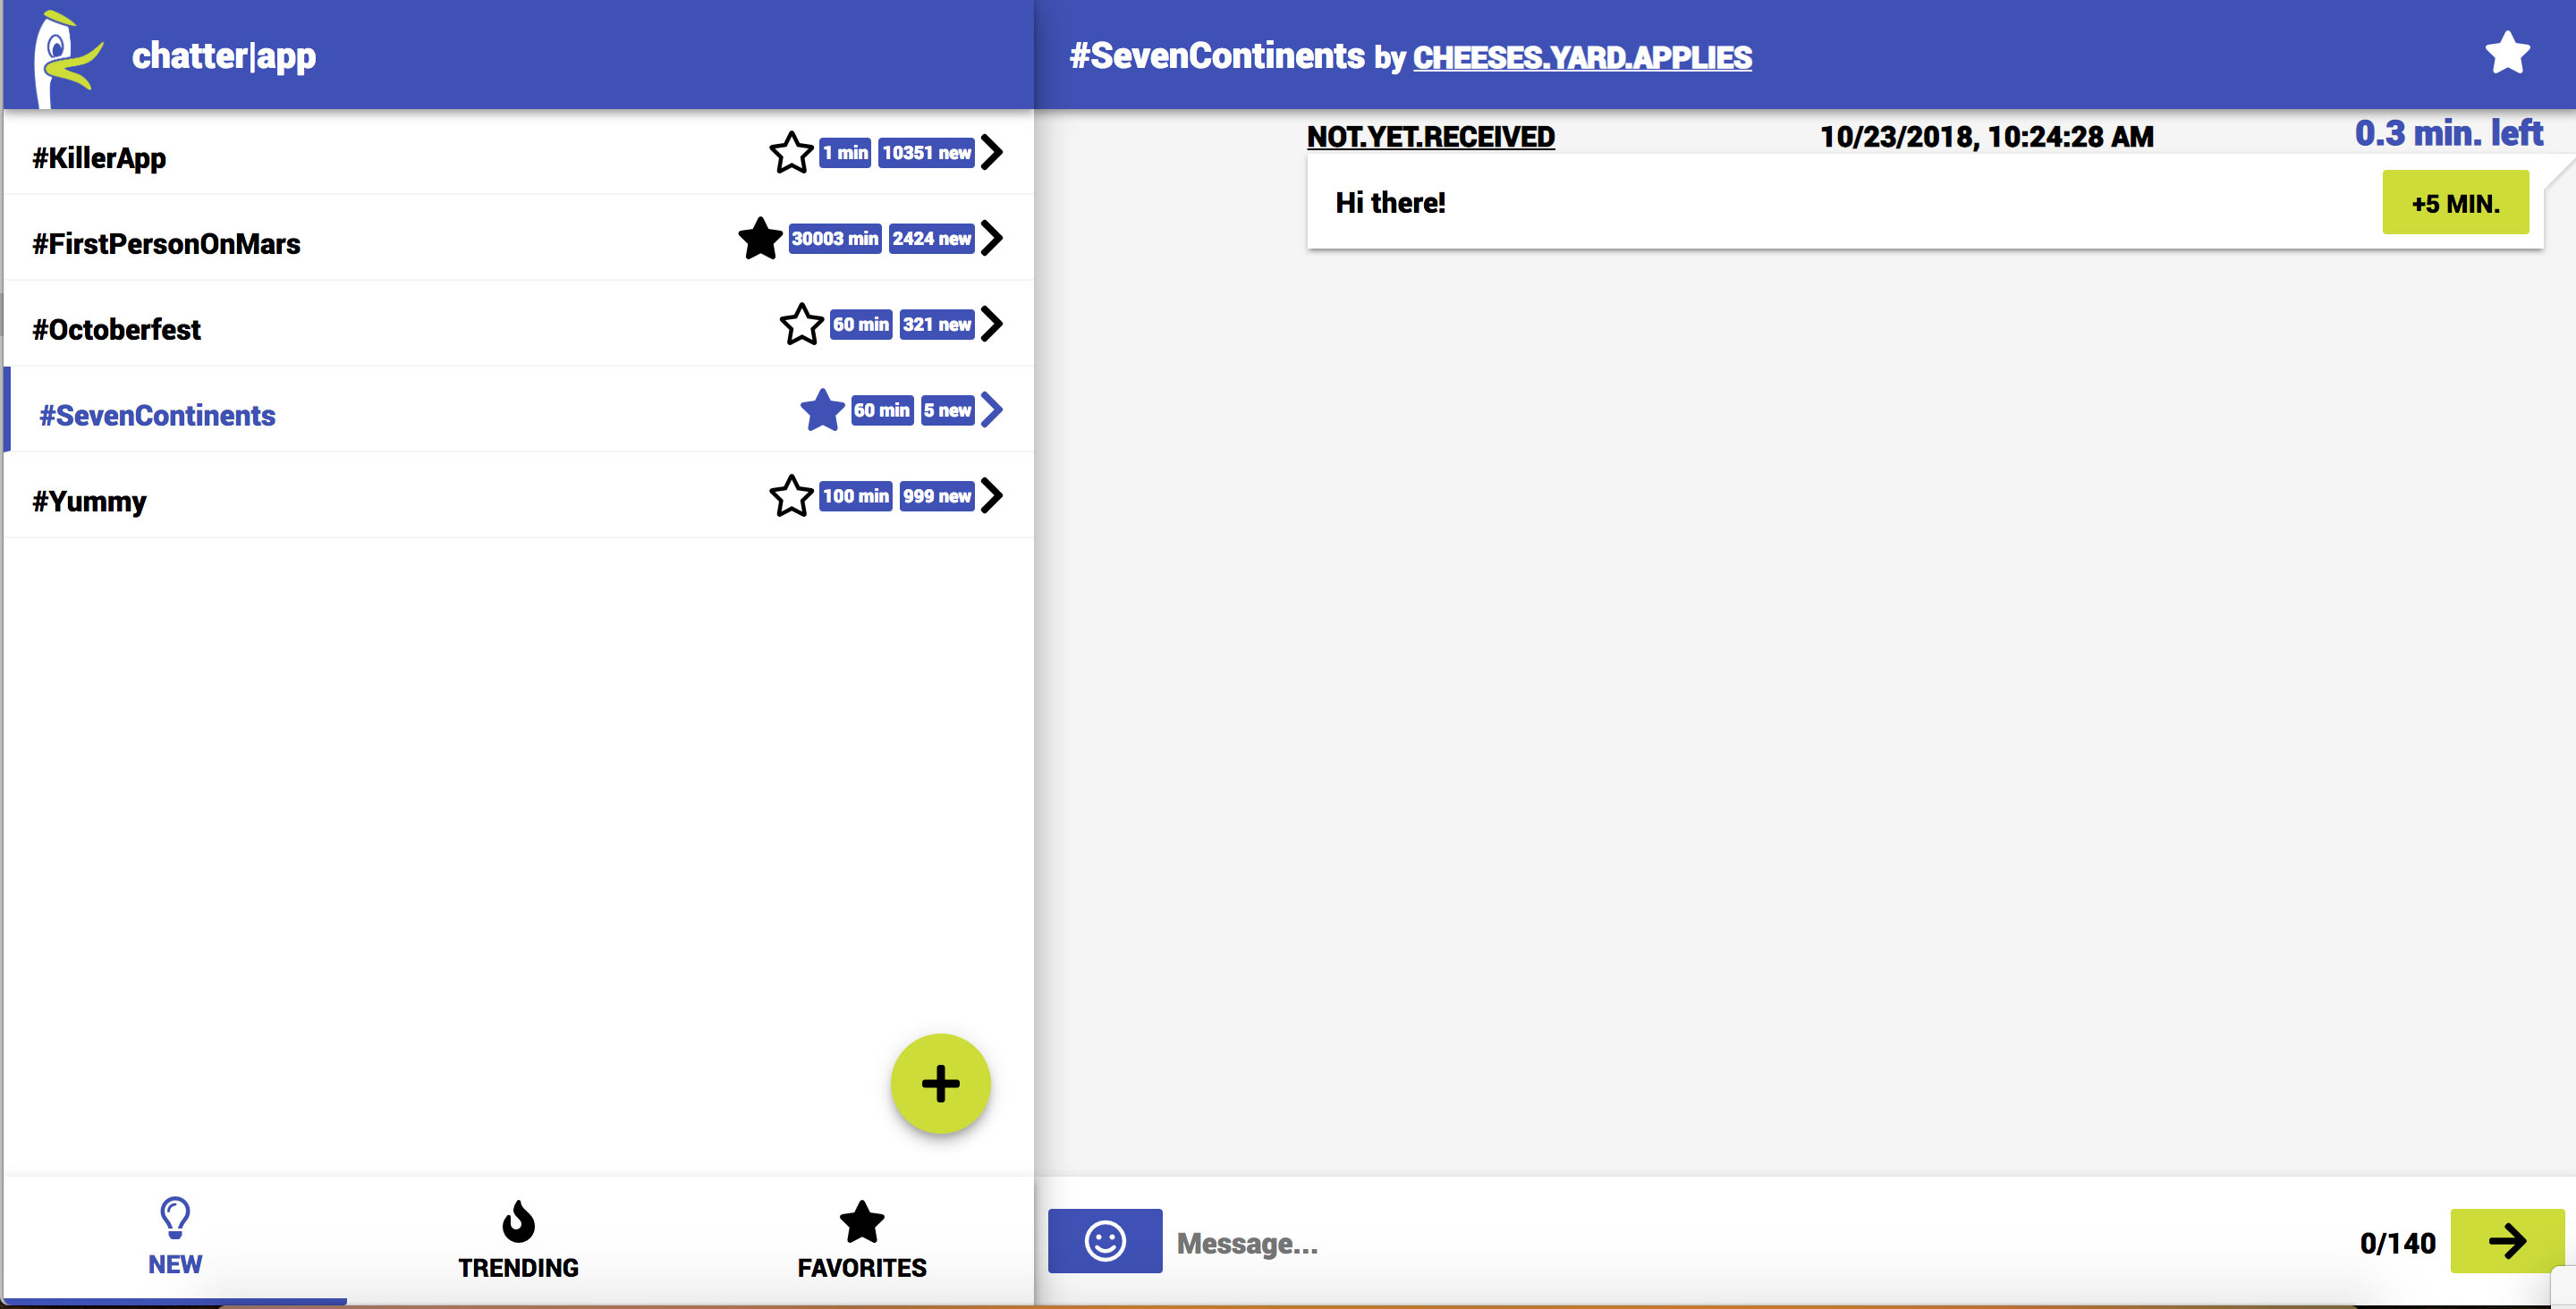 chatter|app
#KillerApp 1 min 10351 new
#FirstPersonOnMars 30003 min 2424 new
#Octoberfest 60 min 321 new
#SevenContinents 60 min 5 new
#Yummy 100 min 999 new
NEW TRENDING FAVORITES
#SevenContinents by CHEESES.YARD.APPLIES
NOT.YET.RECEIVED 10/23/2018, 10:24:28 AM 0.3 min. left
Hi there! +5 MIN.
Message... 0/140